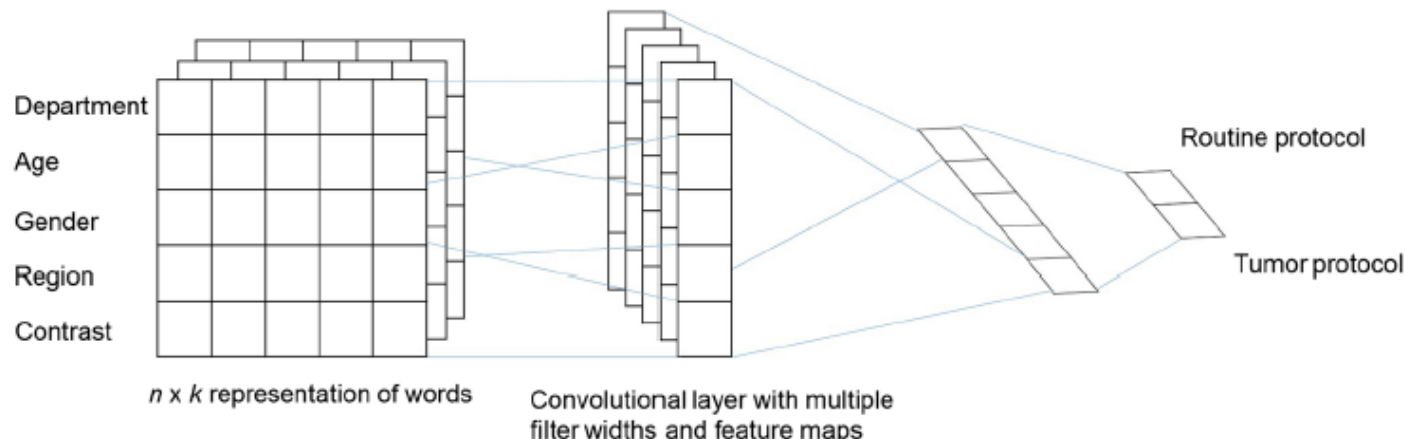 Department
Age
Gender
Region
Contrast
n x k representation of words
Convolutional layer with multiple
filter widths and feature maps
Routine protocol
Tumor protocol